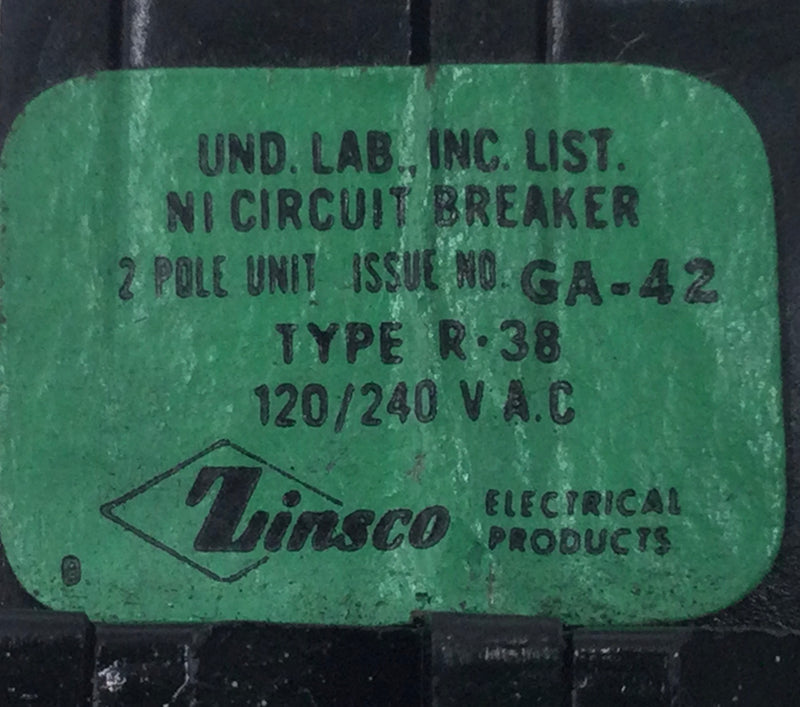 UND. LAB., INC. LIST.
NI CIRCUIT BREAKER
2 POLE UNIT ISSUE NO. GA-42
TYPE R·38
120/240 V A.C
Zinsco ELECTRICAL
PRODUCTS
8